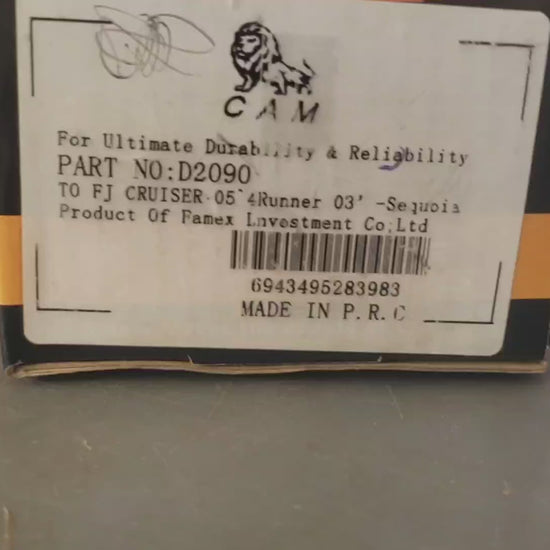 CAM
For Ultimate Durability & Reliability
PART NO:D2090
TO FJ CRUISER 05`4Runner 03' -Sequoia
Product Of Famex Lnvestment Co;Ltd
6943495283983
MADE IN P.R.C